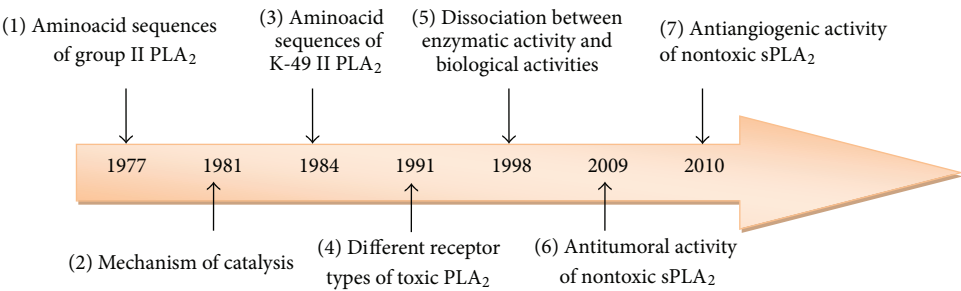 (1) Aminoacid sequences
of group II PLA₂
(3) Aminoacid
sequences of
K-49 II PLA₂
(5) Dissociation between
enzymatic activity and
biological activities
(7) Antiangiogenic activity
of nontoxic sPLA₂
1977 1981 1984 1991 1998 2009 2010
(2) Mechanism of catalysis
(4) Different receptor
types of toxic PLA₂
(6) Antitumoral activity
of nontoxic sPLA₂